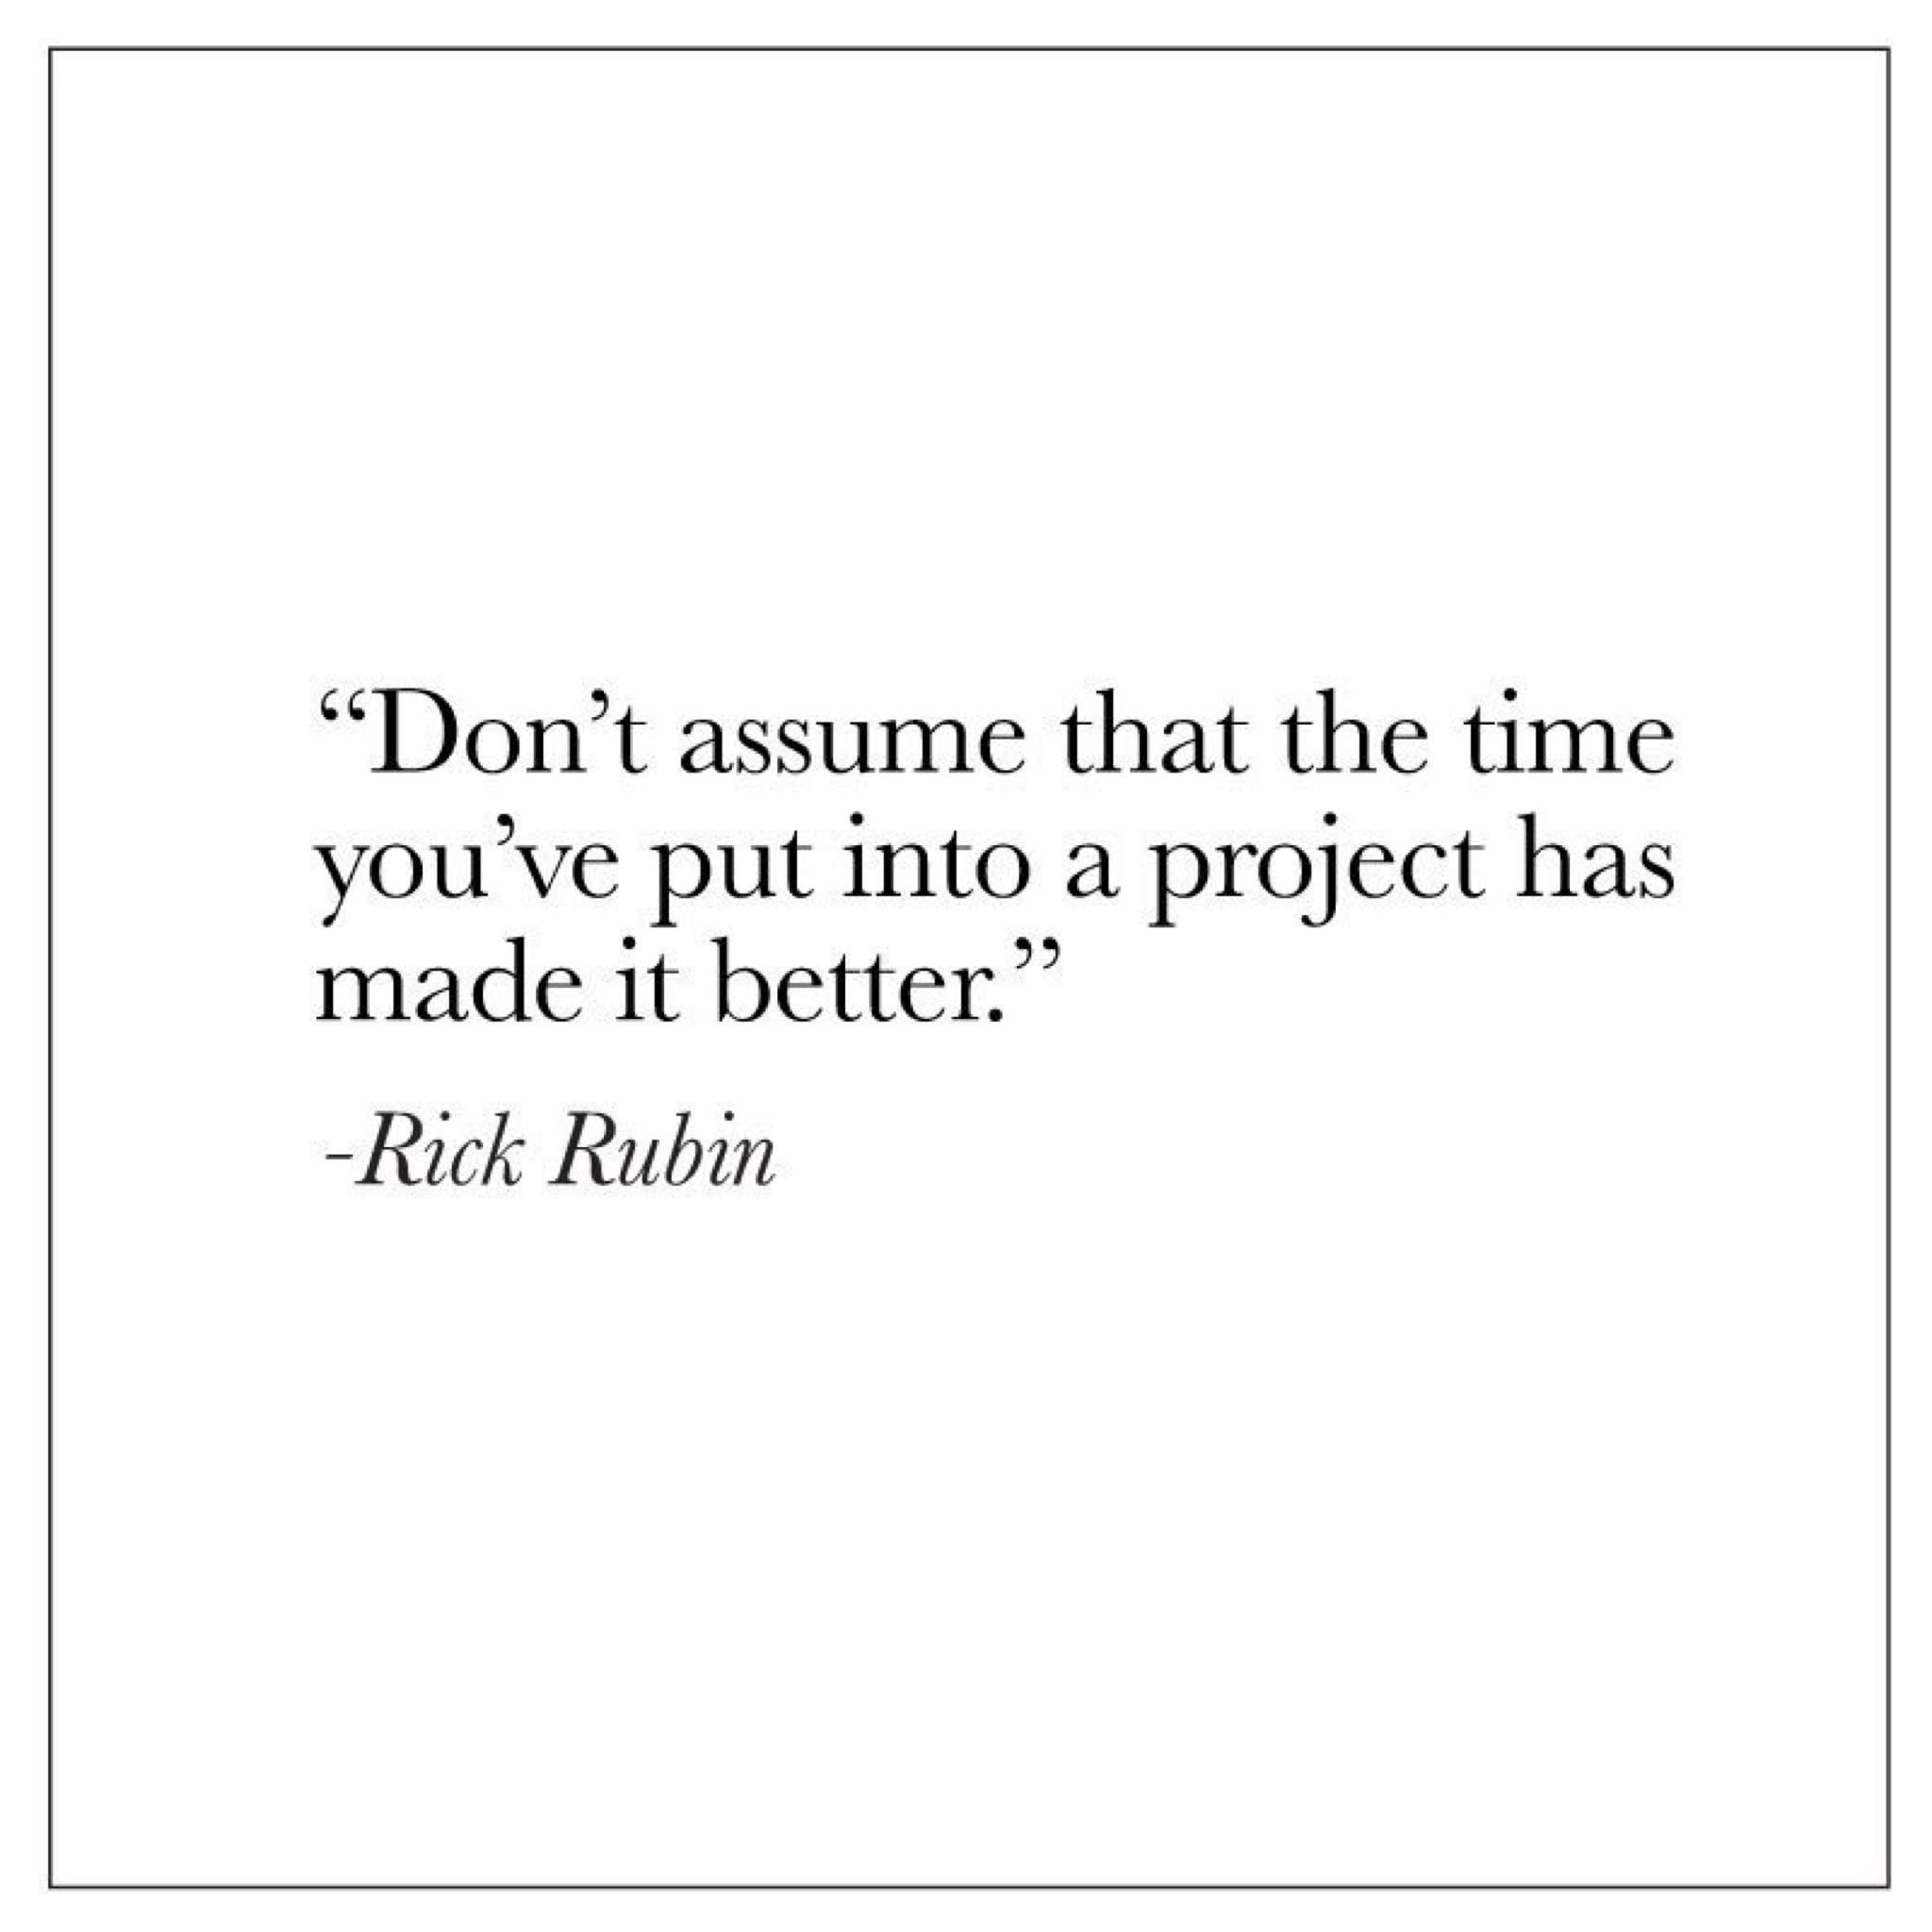 “Don’t assume that the time
you’ve put into a project has
made it better.”
-Rick Rubin